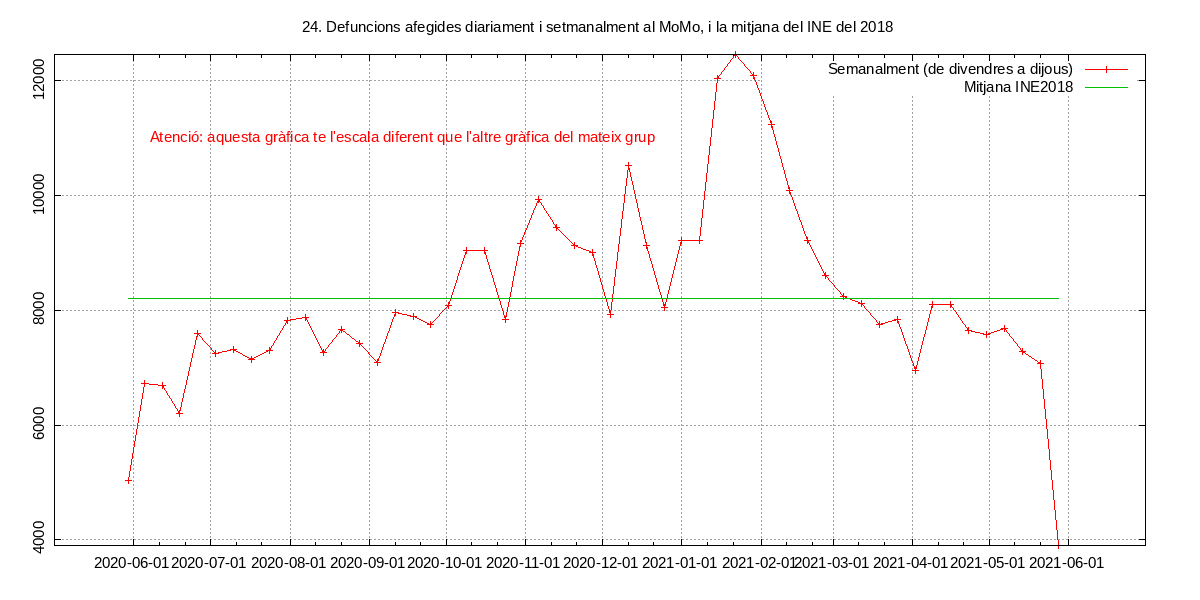 24. Defuncions afegides diariament i setmanalment al MoMo, i la mitjana del INE del 2018
Semanalment (de divendres a dijous)
Mitjana INE2018
Atenció: aquesta gràfica te l'escala diferent que l'altre gràfica del mateix grup
12000
10000
8000
6000
4000
2020-06-01 2020-07-01 2020-08-01 2020-09-01 2020-10-01 2020-11-01 2020-12-01 2021-01-01 2021-02-01 2021-03-01 2021-04-01 2021-05-01 2021-06-01